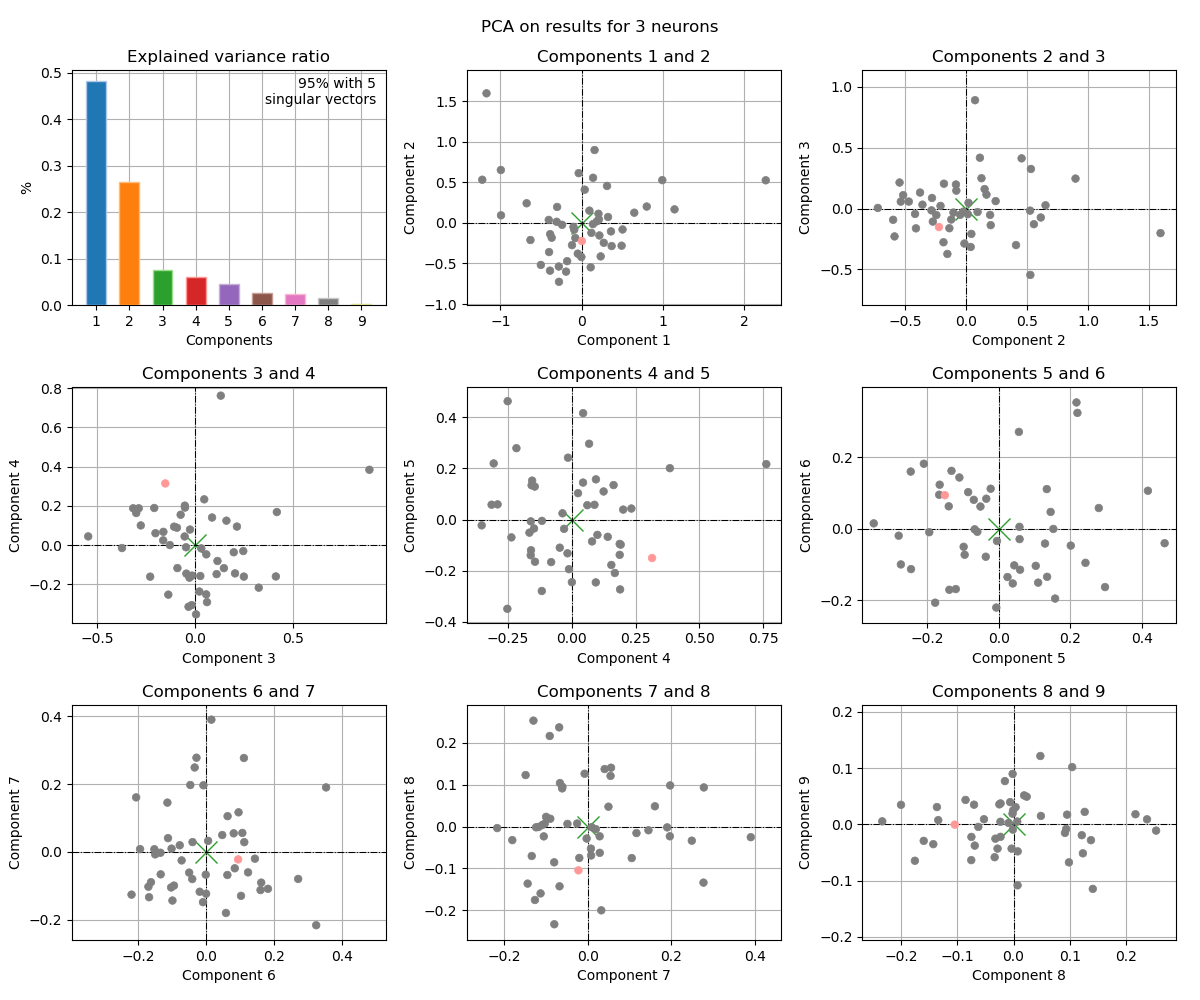 PCA on results for 3 neurons
Explained variance ratio
Components 1 and 2
Components 2 and 3
95% with 5
singular vectors
%
0.5
0.4
0.3
0.2
0.1
0.0
1 2 3 4 5 6 7 8 9
Components
Component 2
1.5
1.0
0.5
0.0
−0.5
−1.0
−1 0 1 2
Component 1
Component 3
1.0
0.5
0.0
−0.5
−0.5 0.0 0.5 1.0 1.5
Component 2
Components 3 and 4
Components 4 and 5
Components 5 and 6
Component 4
0.8
0.6
0.4
0.2
0.0
−0.2
−0.5 0.0 0.5
Component 3
Component 5
0.4
0.2
0.0
−0.2
−0.4
−0.25 0.00 0.25 0.50 0.75
Component 4
Component 6
0.2
0.0
−0.2
−0.2 0.0 0.2 0.4
Component 5
Components 6 and 7
Components 7 and 8
Components 8 and 9
Component 7
0.4
0.2
0.0
−0.2
−0.2 0.0 0.2 0.4
Component 6
Component 8
0.2
0.1
0.0
−0.1
−0.2
−0.2 0.0 0.2 0.4
Component 7
Component 9
0.2
0.1
0.0
−0.1
−0.2
−0.2 −0.1 0.0 0.1 0.2
Component 8